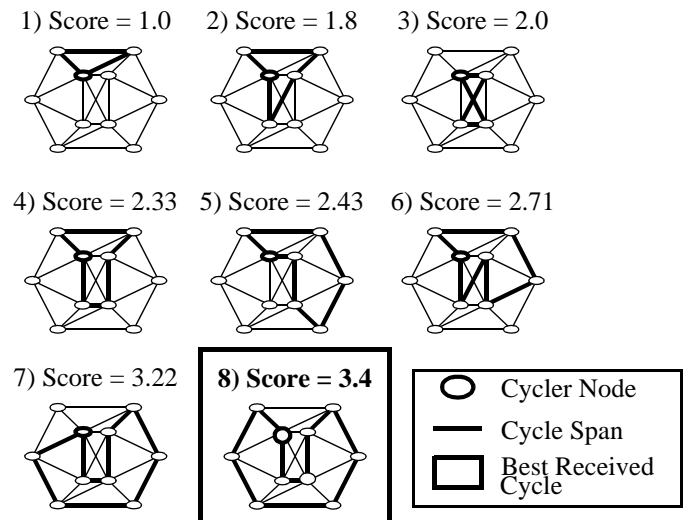 1) Score = 1.0
2) Score = 1.8
3) Score = 2.0
4) Score = 2.33
5) Score = 2.43
6) Score = 2.71
7) Score = 3.22
8) Score = 3.4
Cycler Node
Cycle Span
Best Received
Cycle